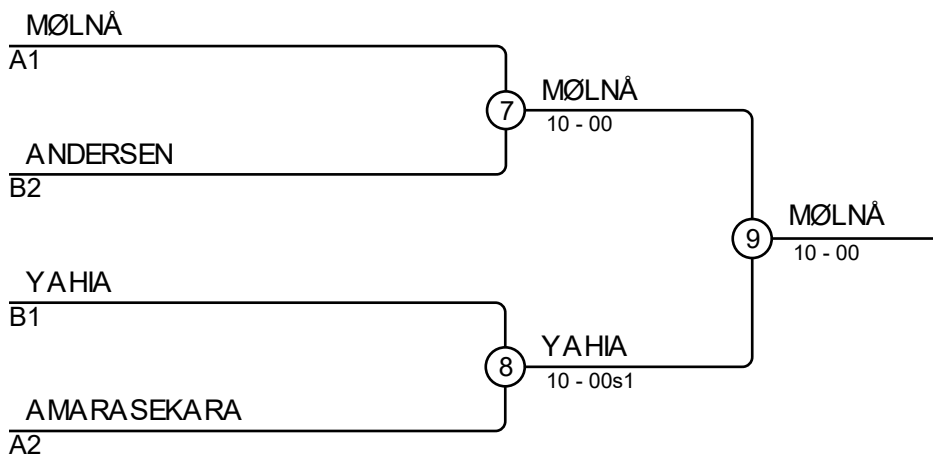 MØLNÅ
A1
7
MØLNÅ
10 - 00
ANDERSEN
B2
9
MØLNÅ
10 - 00
YAHIA
B1
8
YAHIA
10 - 00s1
AMARASEKARA
A2